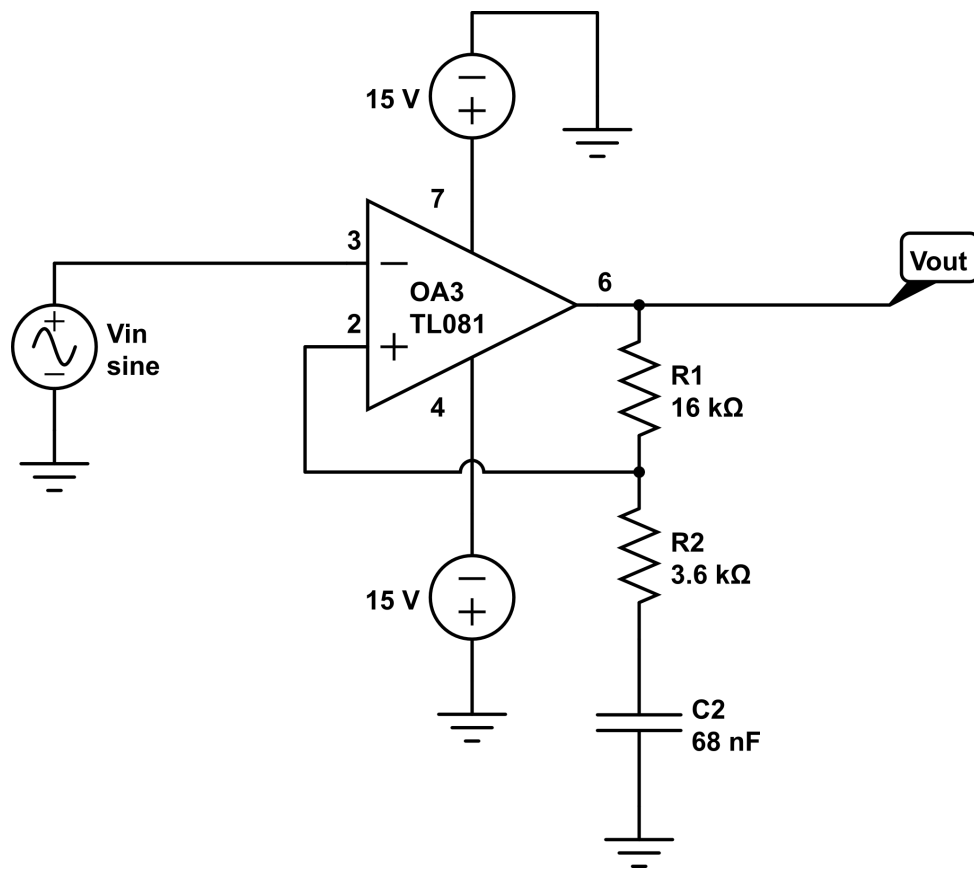 15 V
7
3
−
OA3
TL081
2
+
6
4
Vout
+
−
Vin
sine
R1
16 kΩ
R2
3.6 kΩ
15 V
−
+
C2
68 nF